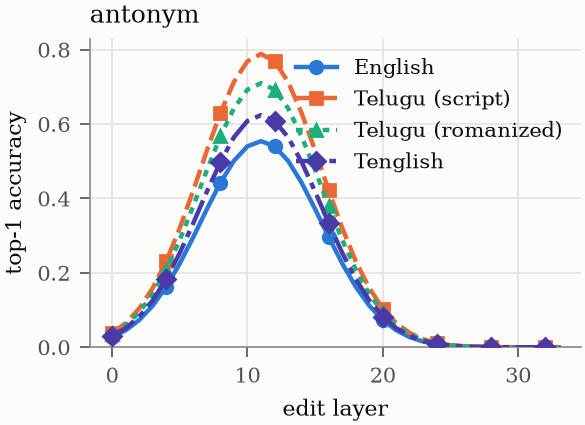 antonym
0.8
0.6
0.4
0.2
0.0
top-1 accuracy
English
Telugu (script)
Telugu (romanized)
Tenglish
0 10 20 30
edit layer